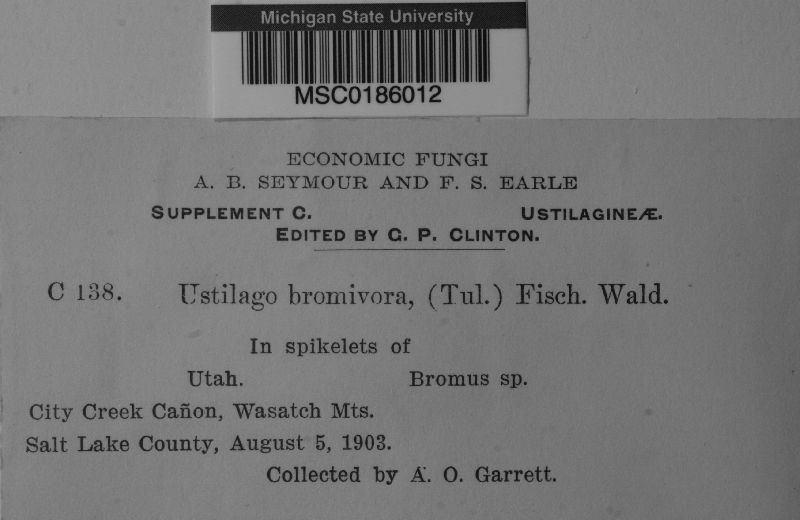 Michigan State University
MSC0186012
ECONOMIC FUNGI
A. B. SEYMOUR AND F. S. EARLE
SUPPLEMENT C. USTILAGINEÆ.
EDITED BY G. P. CLINTON.
C 138. Ustilago bromivora, (Tul.) Fisch. Wald.
In spikelets of
Utah. Bromus sp.
City Creek Cañon, Wasatch Mts.
Salt Lake County, August 5, 1903.
Collected by A. O. Garrett.